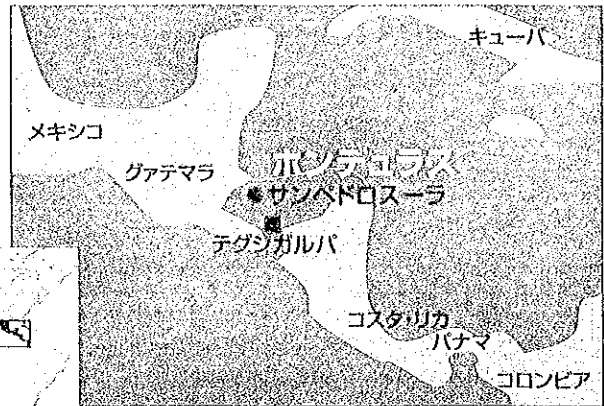 キューバ
メキシコ
グァテマラ
ホンデュラス
サンペドロスーラ
テグシガルパ
コスタ・リカ
パナマ
コロンビア